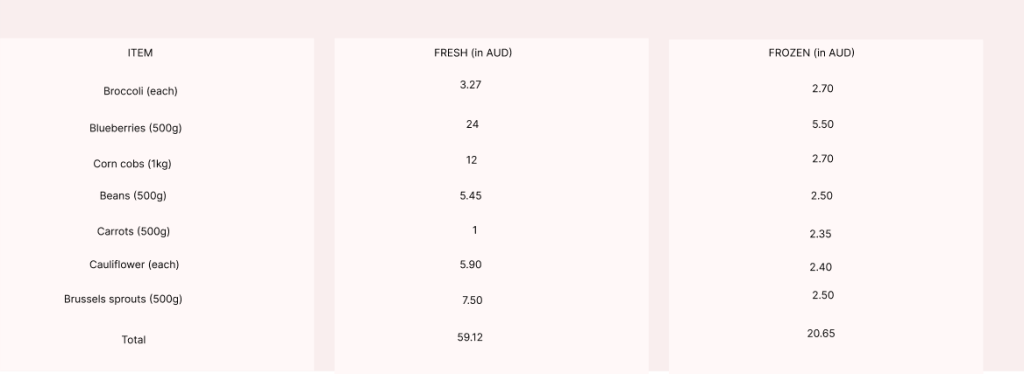 ITEM FRESH (in AUD) FROZEN (in AUD)
Broccoli (each) 3.27 2.70
Blueberries (500g) 24 5.50
Corn cobs (1kg) 12 2.70
Beans (500g) 5.45 2.50
Carrots (500g) 1 2.35
Cauliflower (each) 5.90 2.40
Brussels sprouts (500g) 7.50 2.50
Total 59.12 20.65